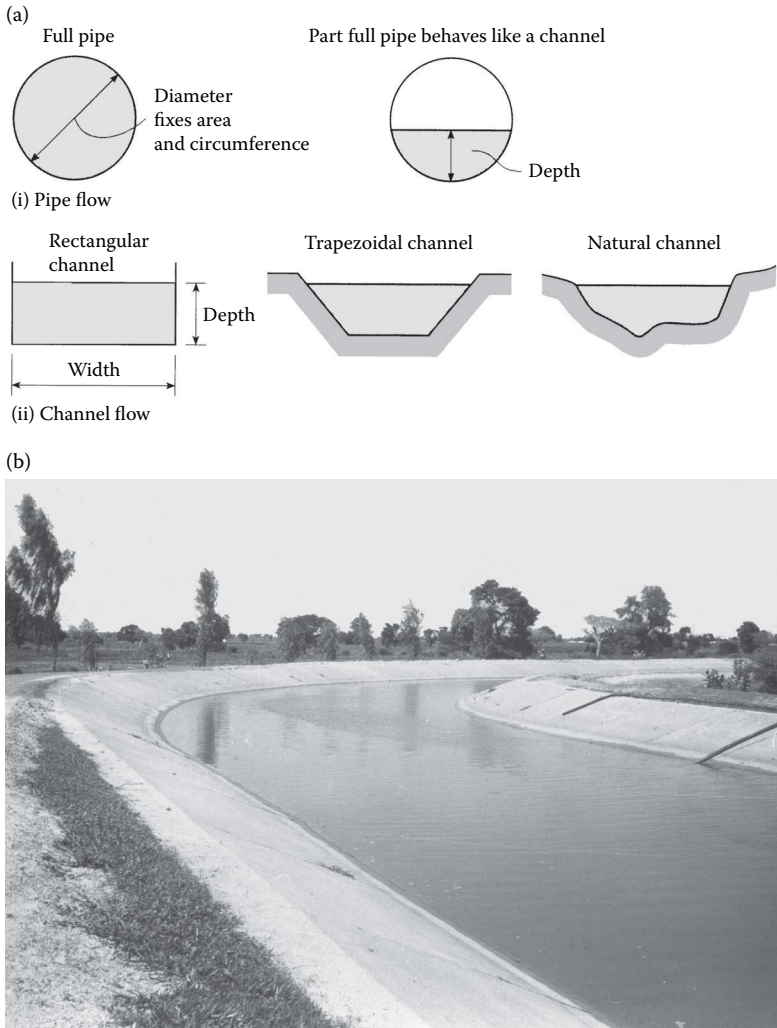 (a)
Full pipe
Part full pipe behaves like a channel
Diameter
fixes area
and circumference
Depth
(i) Pipe flow
Rectangular
channel
Trapezoidal channel
Natural channel
Depth
Width
(ii) Channel flow
(b)